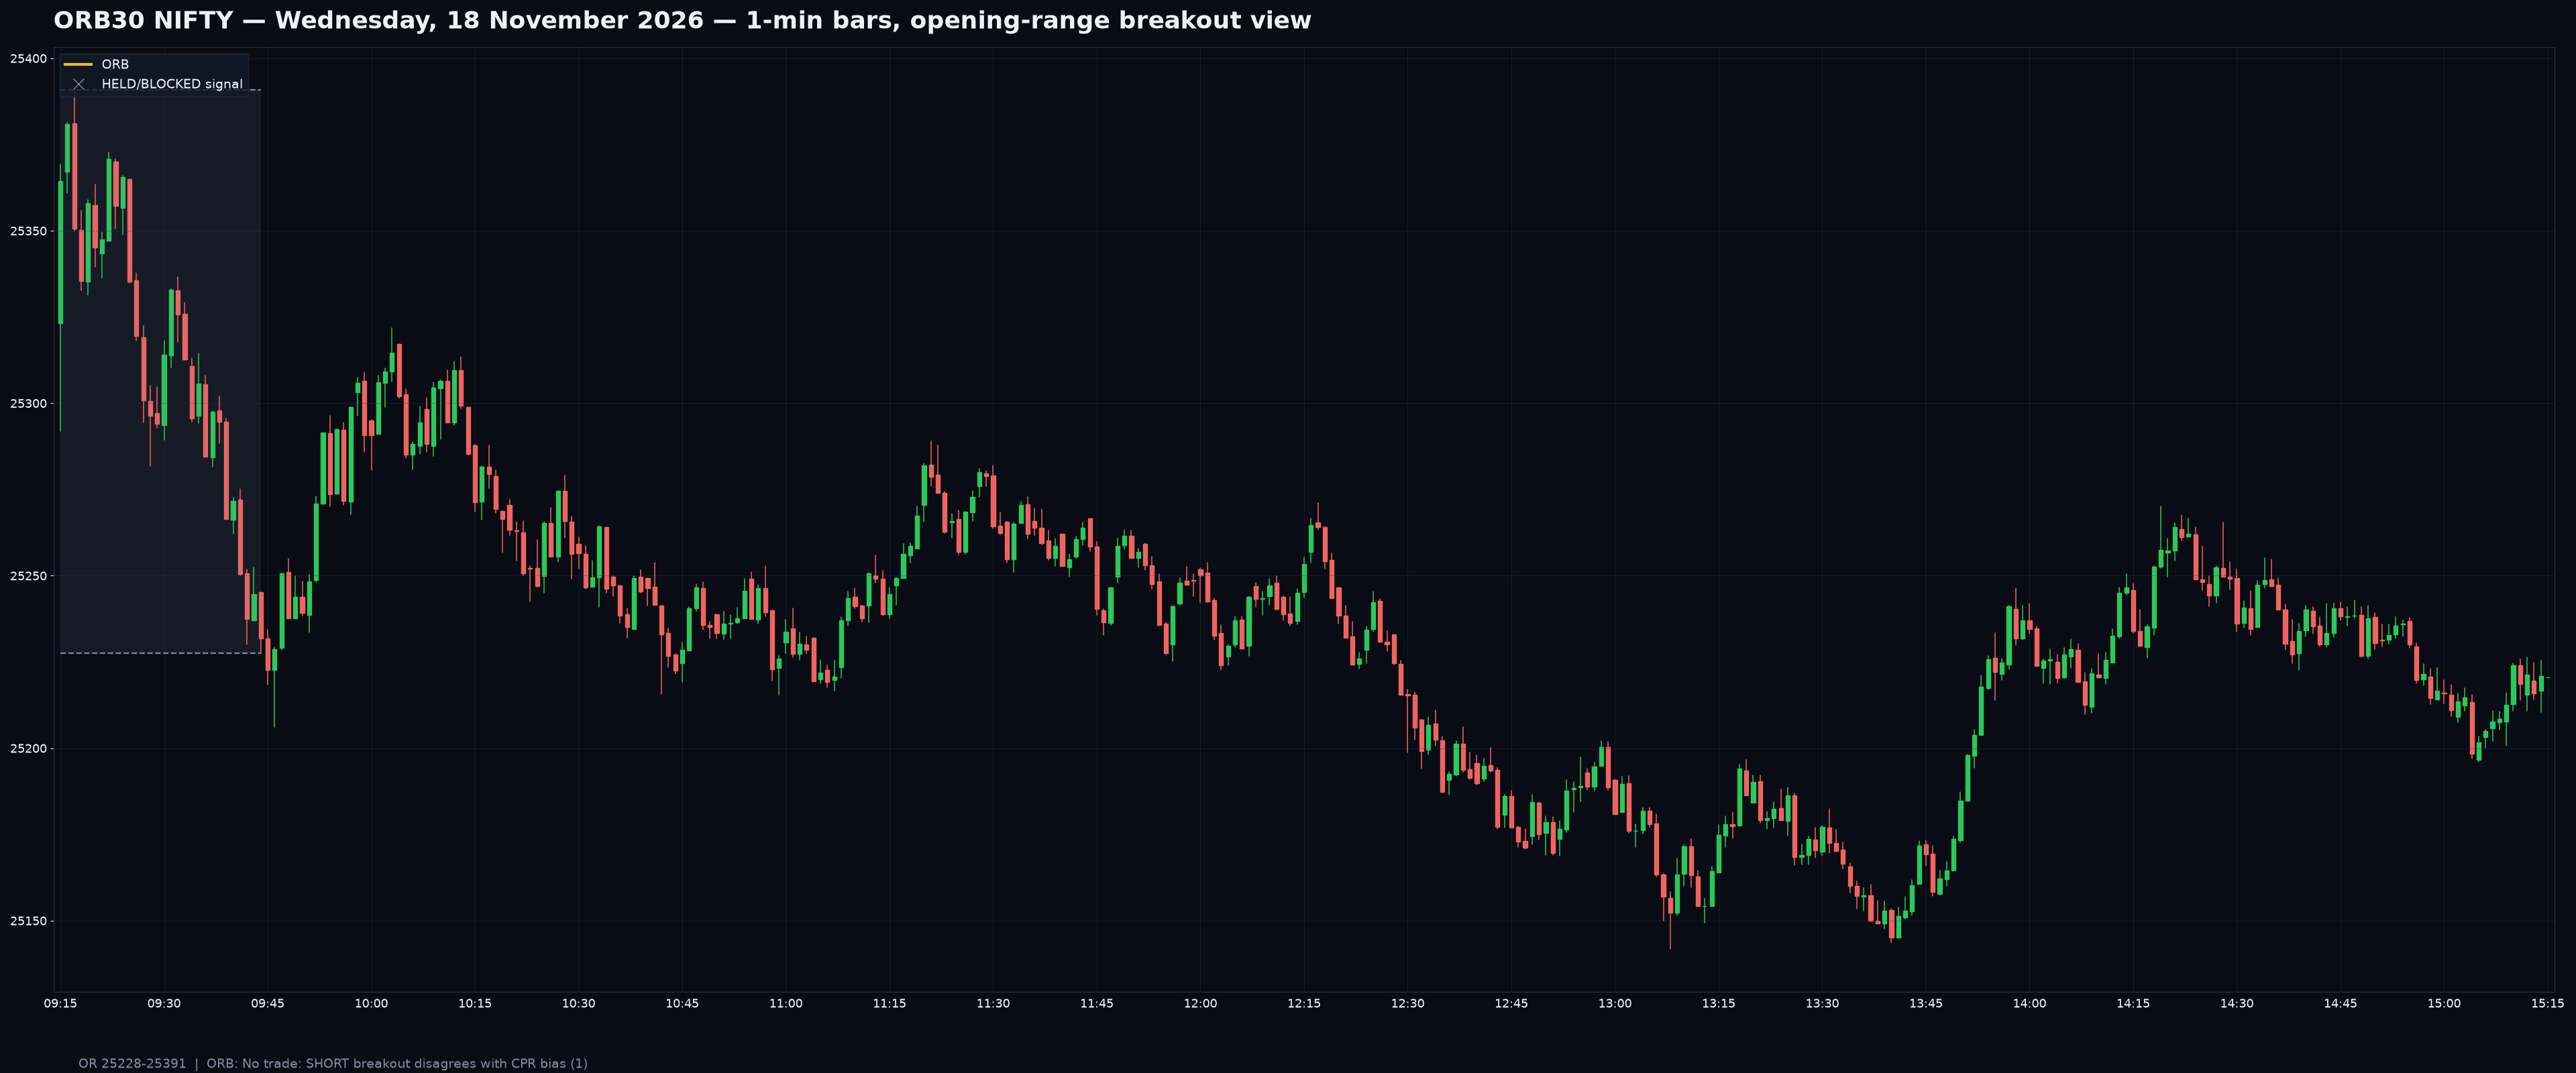 ORB30 NIFTY — Wednesday, 18 November 2026 — 1-min bars, opening-range breakout view
ORB
HELD/BLOCKED signal
25400
25350
25300
25250
25200
25150
09:15 09:30 09:45 10:00 10:15 10:30 10:45 11:00 11:15 11:30 11:45 12:00 12:15 12:30 12:45 13:00 13:15 13:30 13:45 14:00 14:15 14:30 14:45 15:00 15:15
OR 25228-25391 | ORB: No trade: SHORT breakout disagrees with CPR bias (1)